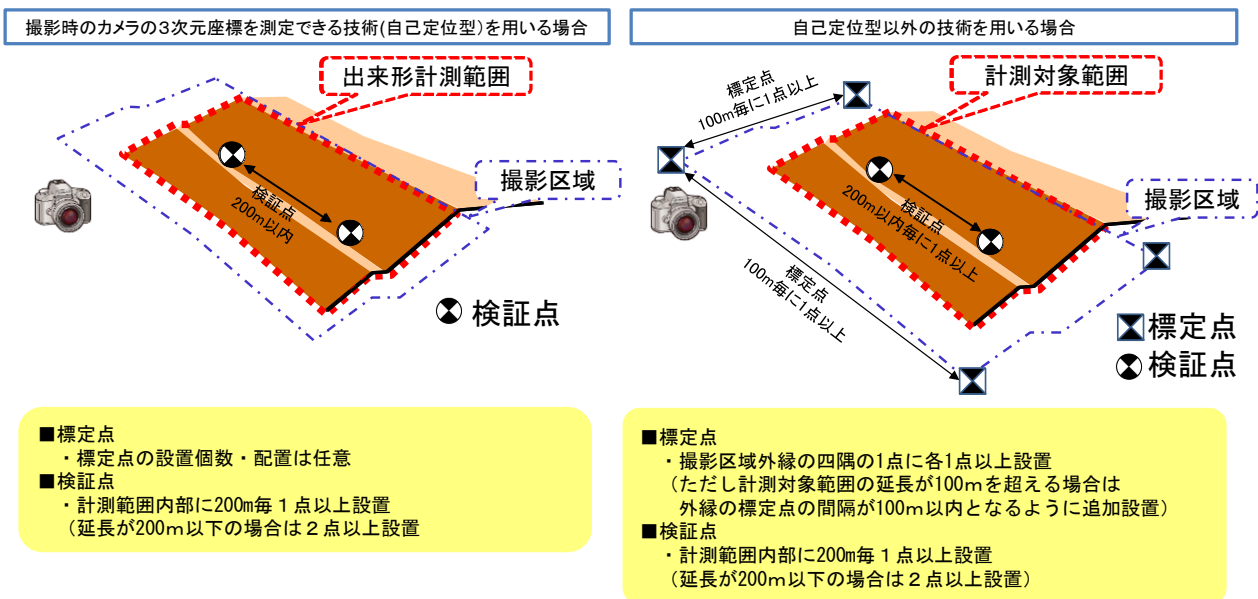 撮影時のカメラの3次元座標を測定できる技術(自己定位型)を用いる場合
出来形計測範囲
検証点
200m以内
撮影区域
検証点
■標定点
・標定点の設置個数・配置は任意
■検証点
・計測範囲内部に200m毎１点以上設置
（延長が200ｍ以下の場合は２点以上設置
自己定位型以外の技術を用いる場合
標定点
100m毎に1点以上
計測対象範囲
検証点
200m以内毎に1点以上
撮影区域
標定点
100m毎に1点以上
標定点
検証点
■標定点
・撮影区域外縁の四隅の1点に各1点以上設置
（ただし計測対象範囲の延長が100ｍを超える場合は
外縁の標定点の間隔が100ｍ以内となるように追加設置）
■検証点
・計測範囲内部に200m毎１点以上設置
（延長が200ｍ以下の場合は２点以上設置）